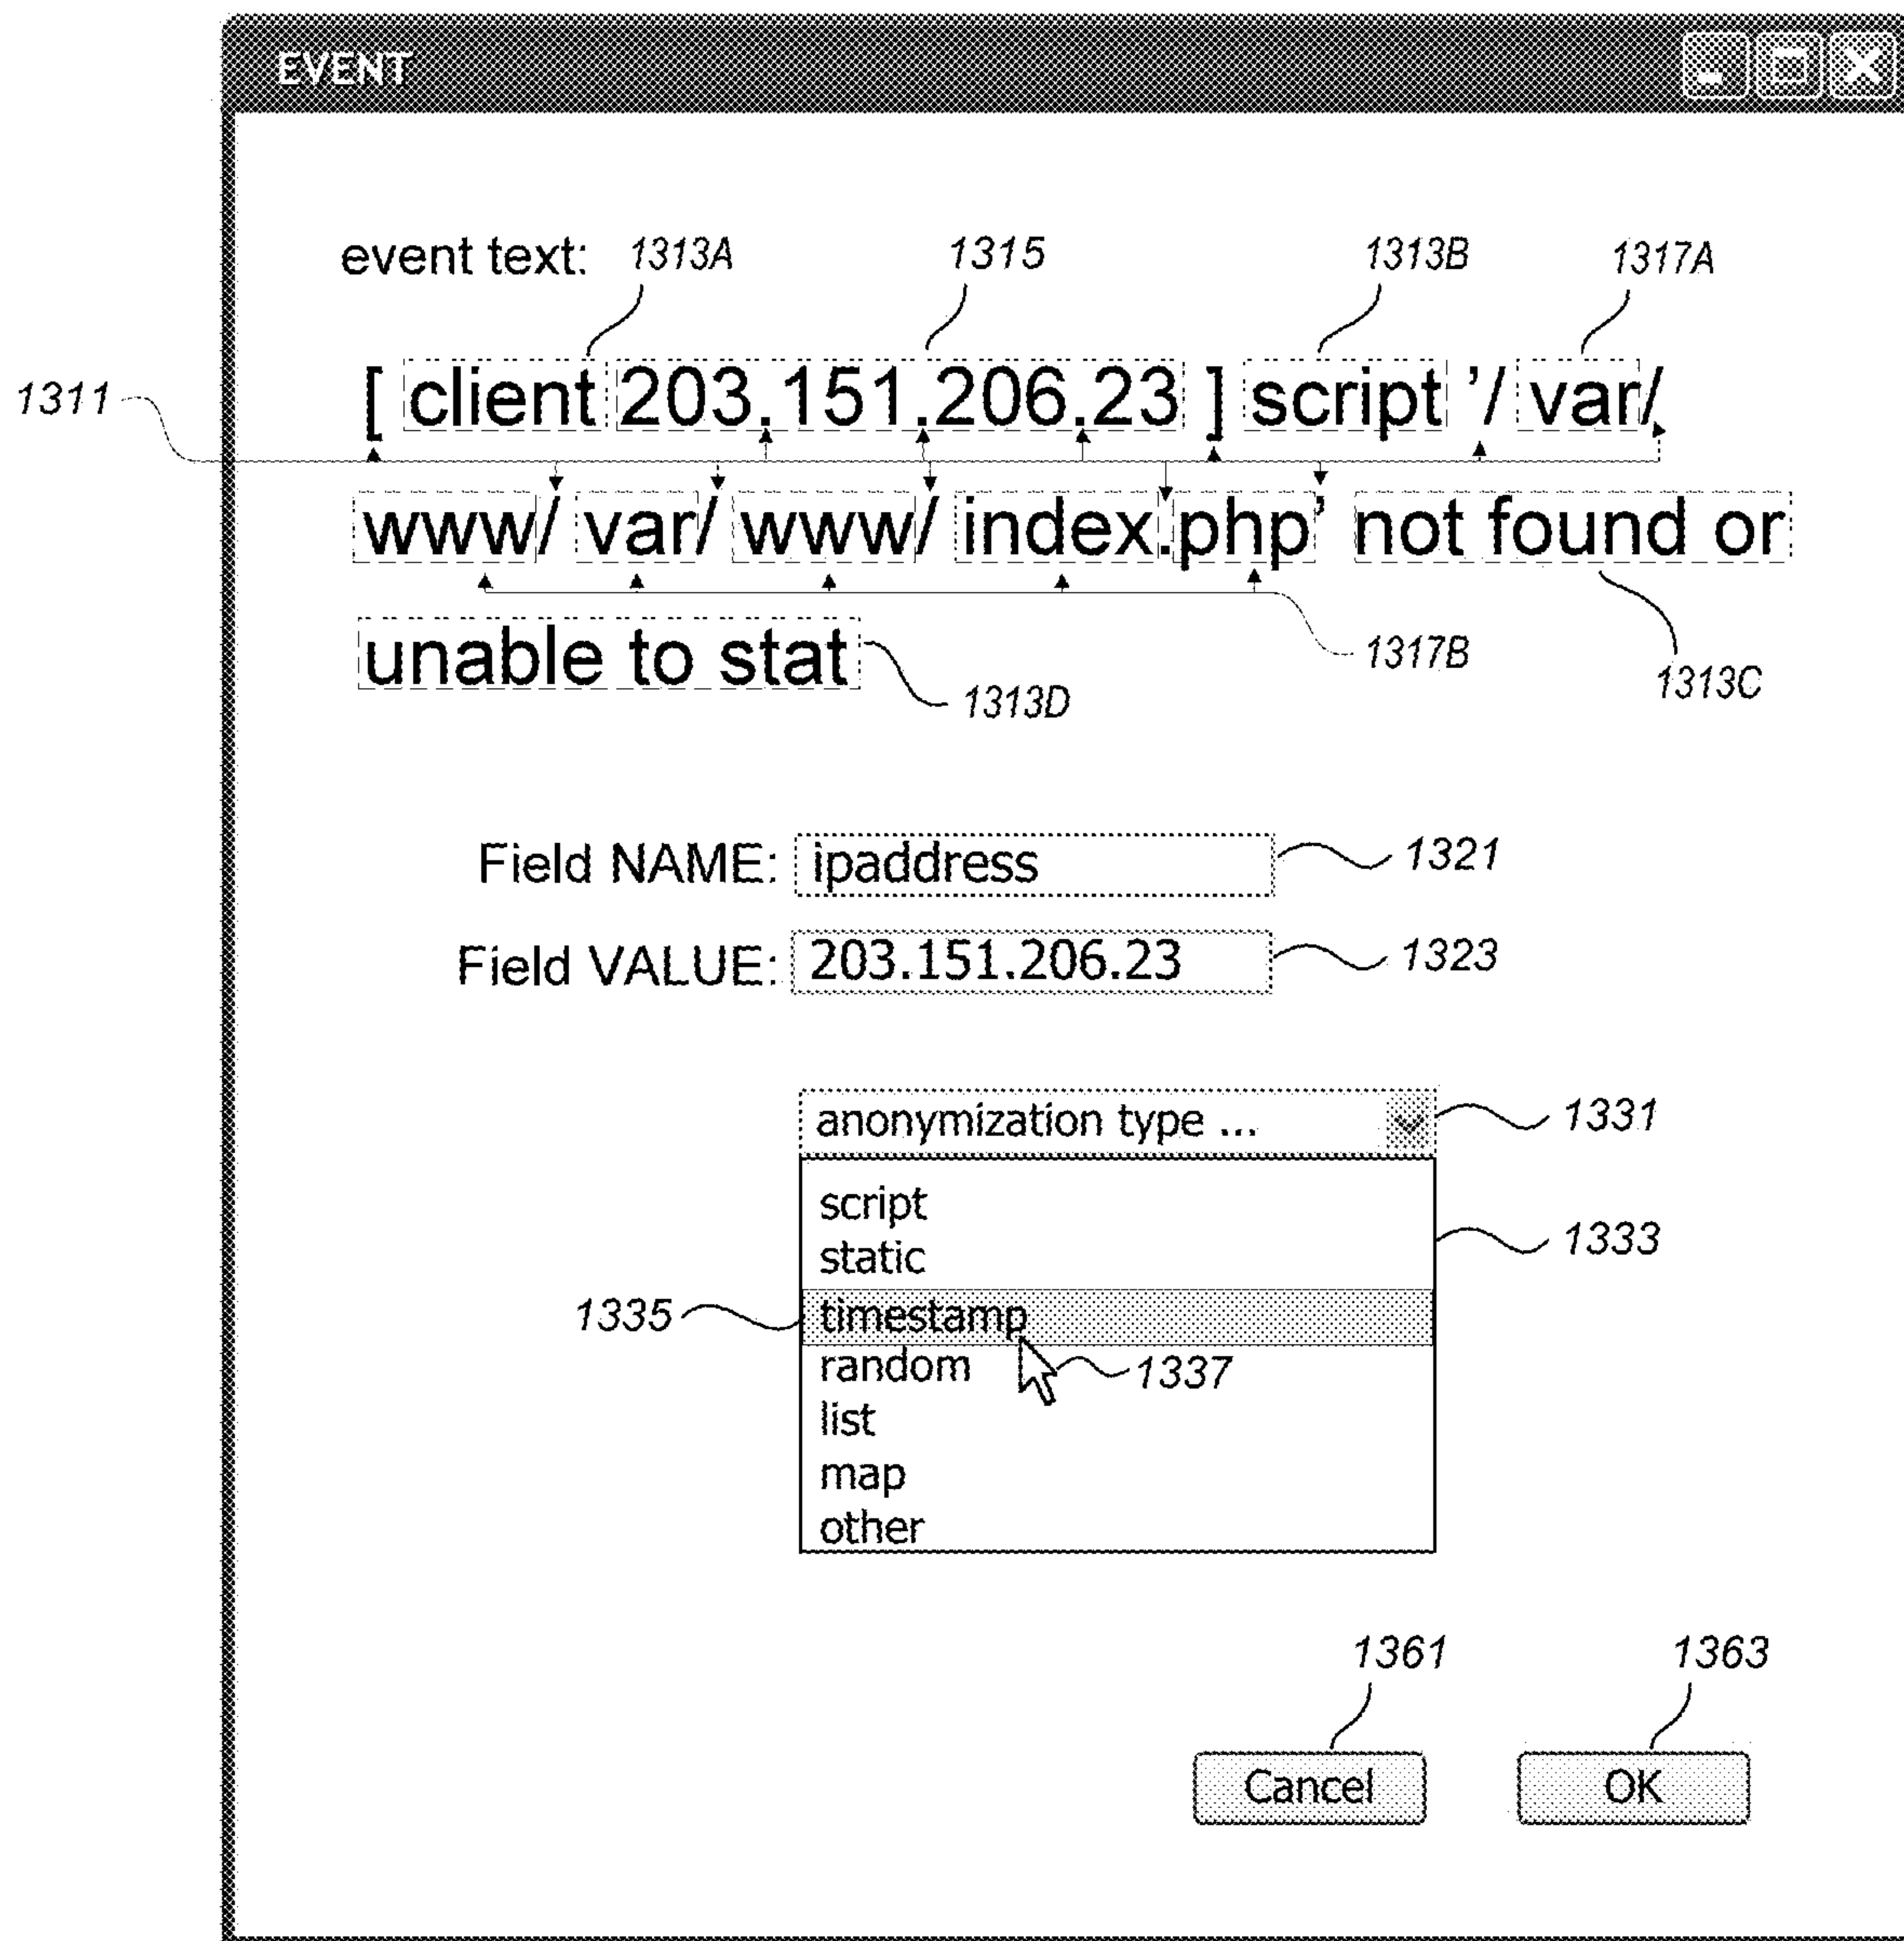 EVENT
event text: 1313A 1315 1313B 1317A
1311
[ client 203.151.206.23 ] script '/ var/
www/ var/ www/ index.php' not found or
unable to stat
1317B
1313C
1313D
Field NAME: ipaddress 1321
Field VALUE: 203.151.206.23 1323
anonymization type ... 1331
script
static
1333
1335 timestamp
random 1337
list
map
other
1361 1363
Cancel OK